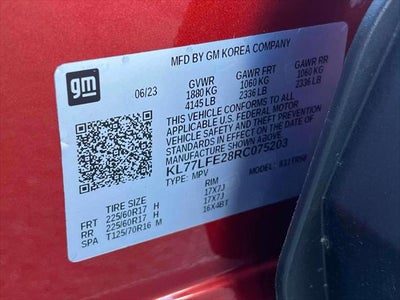 gm
MFD BY GM KOREA COMPANY
06/23
GVWR GAWR FRT GAWR RR
1880 KG 1060 KG 1060 KG
4145 LB 2336 LB 2336 LB
THIS VEHICLE CONFORMS TO ALL
APPLICABLE U.S. FEDERAL MOTOR
VEHICLE SAFETY AND THEFT PREVENTION
STANDARDS IN EFFECT ON THE DATE OF
MANUFACTURE SHOWN ABOVE.
KL77LFE28RC075203
TYPE: MPV MODEL:
TIRE SIZE RIM
FRT 225/60R17 H 17X7J
RR 225/60R17 H 17X7J
SPA T125/70R16 M 16X4BT